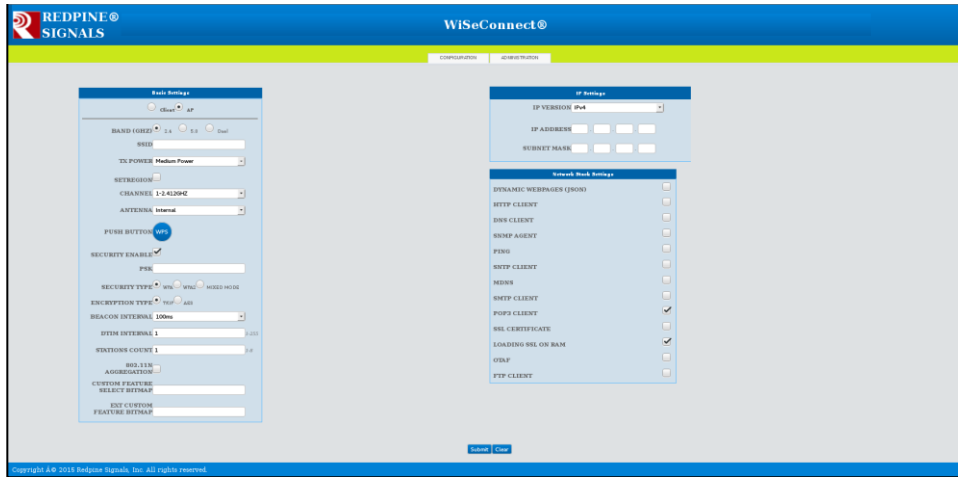 REDPINE®
SIGNALS
WiSeConnect®
CONFIGURATION ADMINISTRATION
Basic Settings
Client AP
BAND (GHZ) 2.4 5.0 Dual
SSID
TX POWER Medium Power
SETREGION
CHANNEL 1-2.412GHZ
ANTENNA Internal
PUSH BUTTON WPS
SECURITY ENABLE
PSK
SECURITY TYPE WPA WPA2 MIXED MODE
ENCRYPTION TYPE TKIP AES
BEACON INTERVAL 100ms
DTIM INTERVAL 1
STATIONS COUNT 1
802.11N
AGGREGATION
CUSTOM FEATURE
SELECT BITMAP
EXT CUSTOM
FEATURE BITMAP
IP Settings
IP VERSION IPv4
IP ADDRESS . . .
SUBNET MASK . . .
Network Stack Settings
DYNAMIC WEBPAGES (JSON)
HTTP CLIENT
DNS CLIENT
SNMP AGENT
PING
SNTP CLIENT
MDNS
SMTP CLIENT
POP3 CLIENT
SSL CERTIFICATE
LOADING SSL ON RAM
OTAF
FTP CLIENT
Submit Clear
Copyright Â© 2015 Redpine Signals, Inc. All rights reserved.